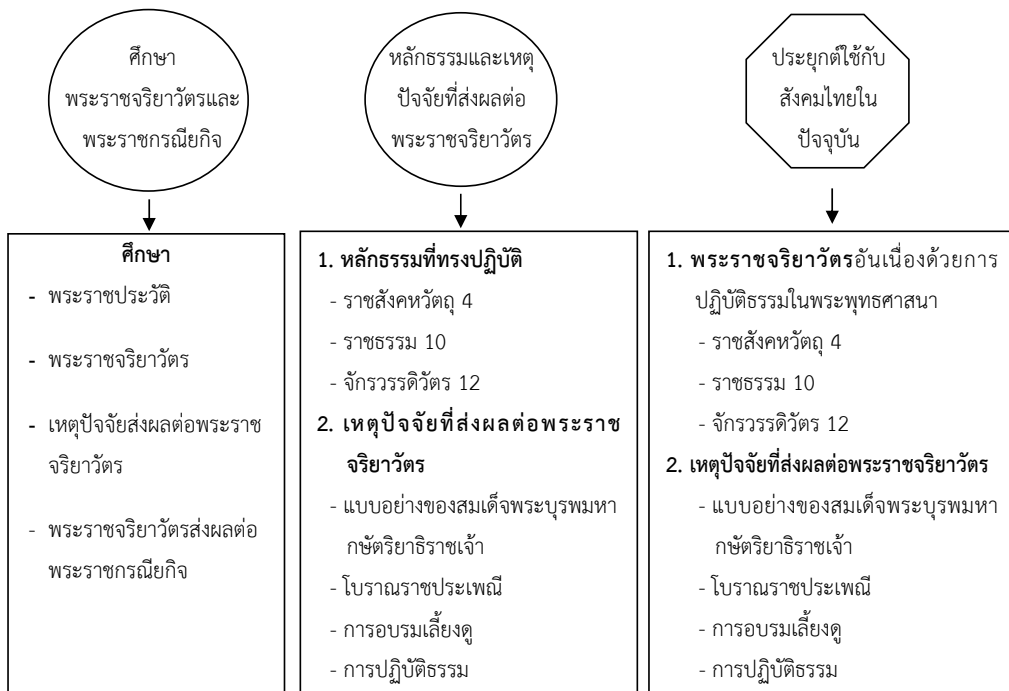 ศึกษา
พระราชจริยาวัตรและ
พระราชกรณียกิจ
หลักธรรมและเหตุ
ปัจจัยที่ส่งผลต่อ
พระราชจริยาวัตร
ประยุกต์ใช้กับ
สังคมไทยใน
ปัจจุบัน
ศึกษา
- พระราชประวัติ
- พระราชจริยาวัตร
- เหตุปัจจัยส่งผลต่อพระราช
จริยาวัตร
- พระราชจริยาวัตรส่งผลต่อ
พระราชกรณียกิจ
1. หลักธรรมที่ทรงปฏิบัติ
- ราชสังคหวัตถุ 4
- ราชธรรม 10
- จักรวรรดิวัตร 12
2. เหตุปัจจัยที่ส่งผลต่อพระราช
จริยาวัตร
- แบบอย่างของสมเด็จพระบุรพมหา
กษัตริยาธิราชเจ้า
- โบราณราชประเพณี
- การอบรมเลี้ยงดู
- การปฏิบัติธรรม
1. พระราชจริยาวัตรอันเนื่องด้วยการ
ปฏิบัติธรรมในพระพุทธศาสนา
- ราชสังคหวัตถุ 4
- ราชธรรม 10
- จักรวรรดิวัตร 12
2. เหตุปัจจัยที่ส่งผลต่อพระราชจริยาวัตร
- แบบอย่างของสมเด็จพระบุรพมหา
กษัตริยาธิราชเจ้า
- โบราณราชประเพณี
- การอบรมเลี้ยงดู
- การปฏิบัติธรรม